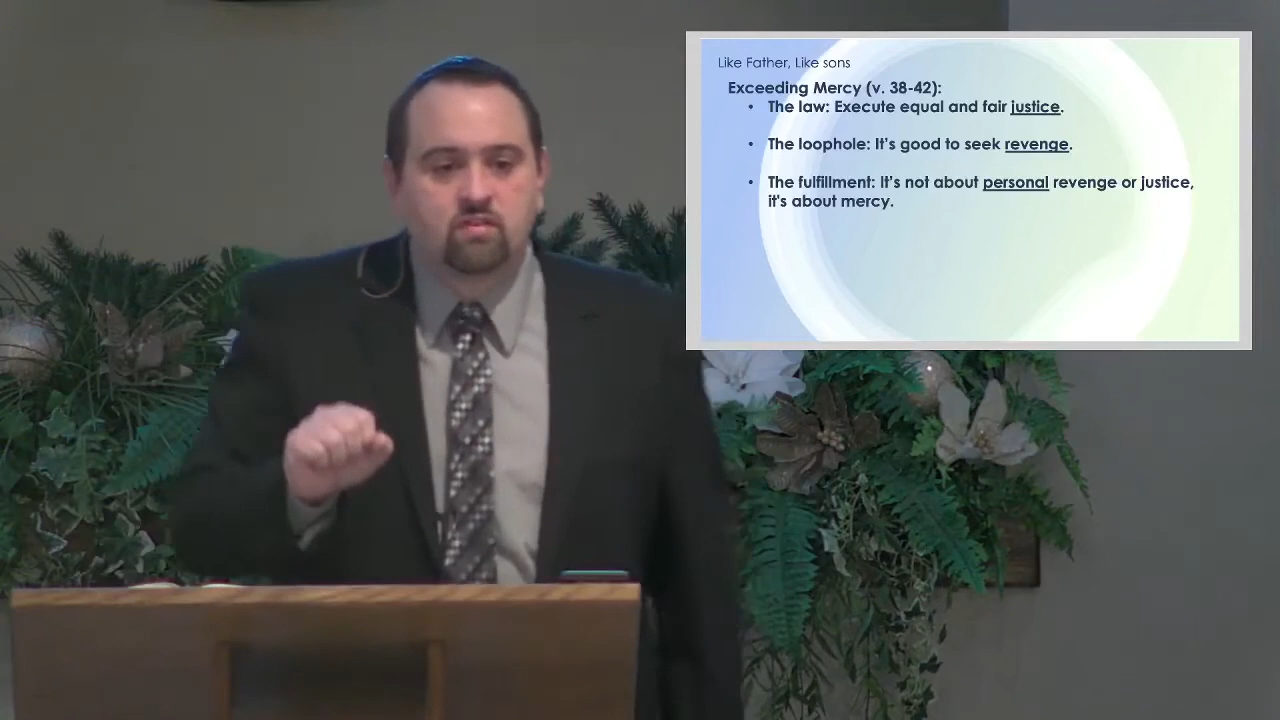 Like Father, Like sons
Exceeding Mercy (v. 38-42):
• The law: Execute equal and fair justice.
• The loophole: It's good to seek revenge.
• The fulfillment: It's not about personal revenge or justice,
it's about mercy.